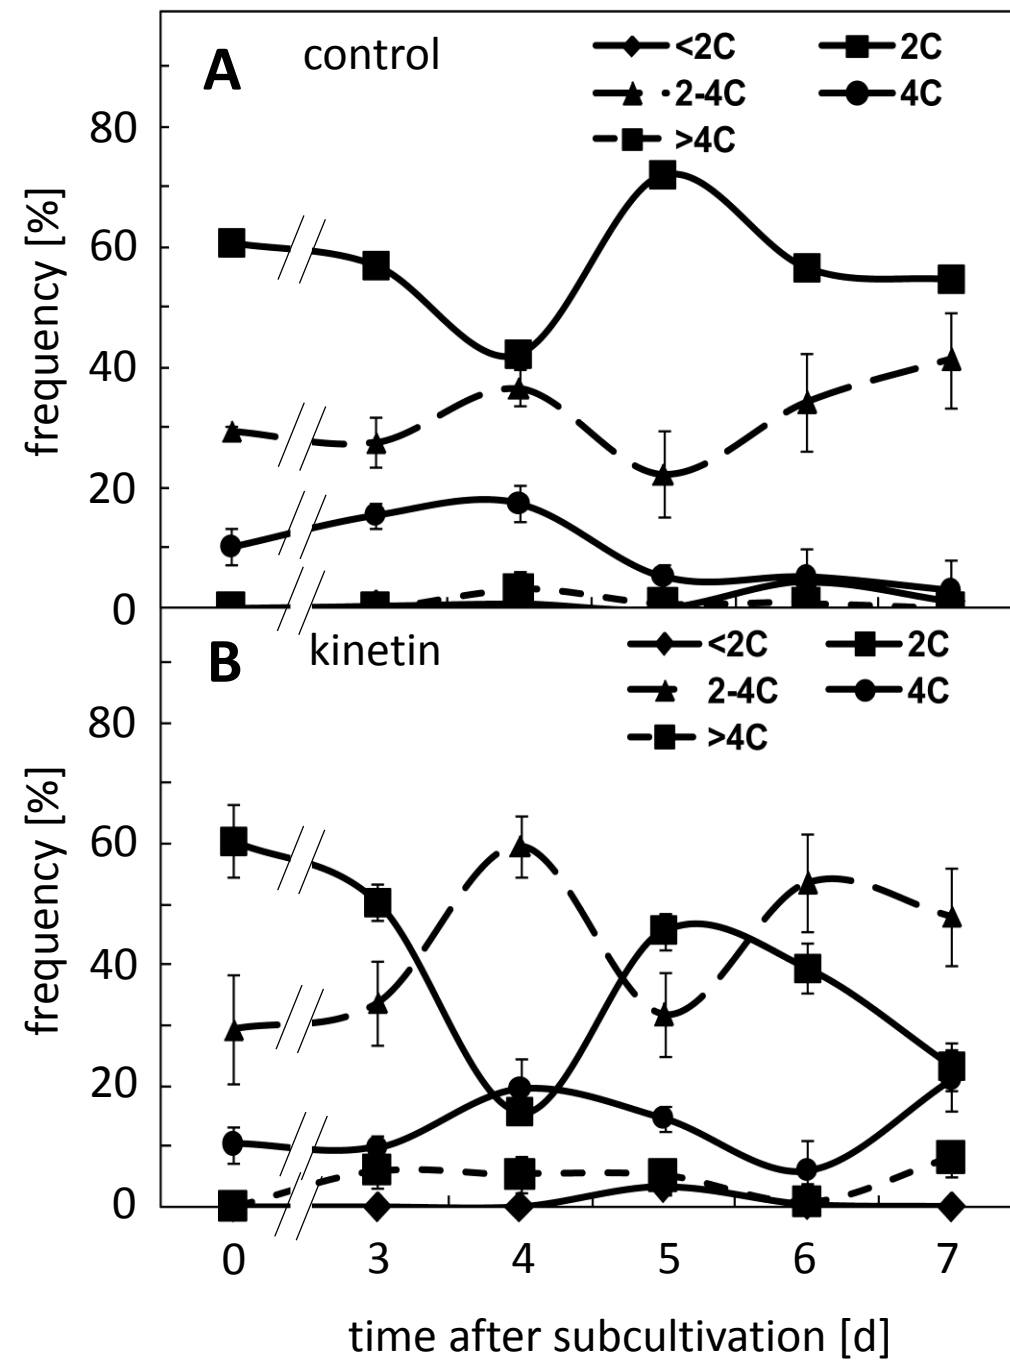 A control
<2C 2C
2-4C 4C
>4C
frequency [%]
80
60
40
20
0
B kinetin
<2C 2C
2-4C 4C
>4C
frequency [%]
80
60
40
20
0
0 3 4 5 6 7
time after subcultivation [d]